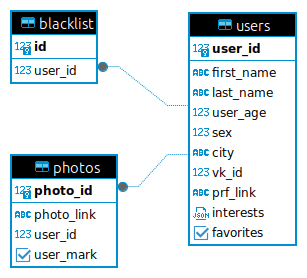 blacklist
123 id
123 user_id
users
123 user_id
ABC first_name
ABC last_name
123 user_age
123 sex
ABC city
123 vk_id
ABC prf_link
JSON interests
favorites
photos
123 photo_id
ABC photo_link
123 user_id
user_mark